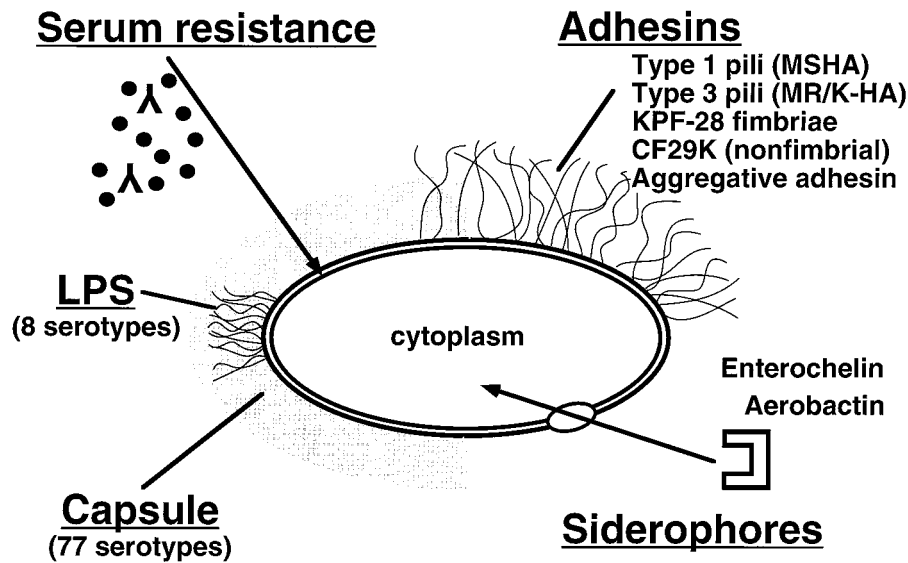 Serum resistance
Adhesins
Type 1 pili (MSHA)
Type 3 pili (MR/K-HA)
KPF-28 fimbriae
CF29K (nonfimbrial)
Aggregative adhesin
LPS
(8 serotypes)
cytoplasm
Enterochelin
Aerobactin
Capsule
(77 serotypes)
Siderophores